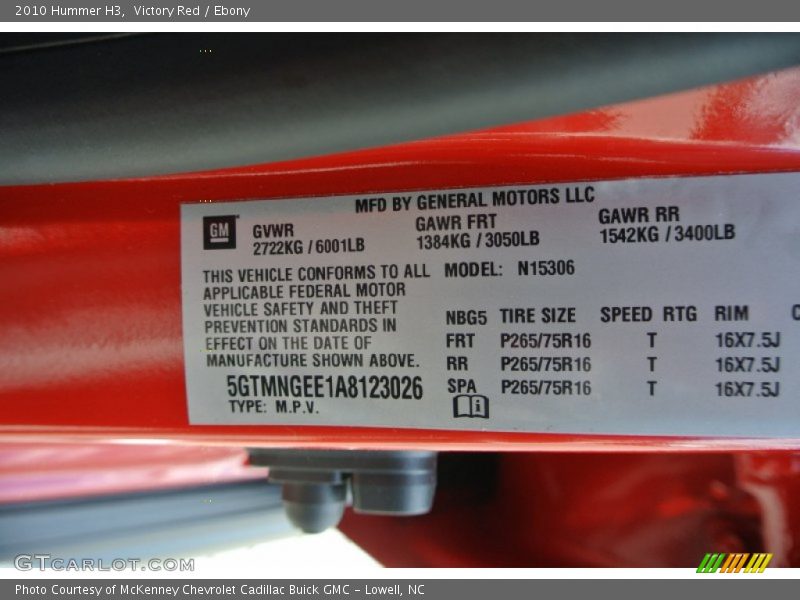 2010 Hummer H3, Victory Red / Ebony
MFD BY GENERAL MOTORS LLC
GM
GVWR
2722KG / 6001LB
GAWR FRT
1384KG / 3050LB
GAWR RR
1542KG / 3400LB
THIS VEHICLE CONFORMS TO ALL
APPLICABLE FEDERAL MOTOR
VEHICLE SAFETY AND THEFT
PREVENTION STANDARDS IN
EFFECT ON THE DATE OF
MANUFACTURE SHOWN ABOVE.
5GTMNGEE1A8123026
TYPE: M.P.V.
MODEL: N15306
NBG5 TIRE SIZE SPEED RTG RIM
FRT P265/75R16 T 16X7.5J
RR P265/75R16 T 16X7.5J
SPA P265/75R16 T 16X7.5J
GTCARLOT.COM
Photo Courtesy of McKenney Chevrolet Cadillac Buick GMC - Lowell, NC